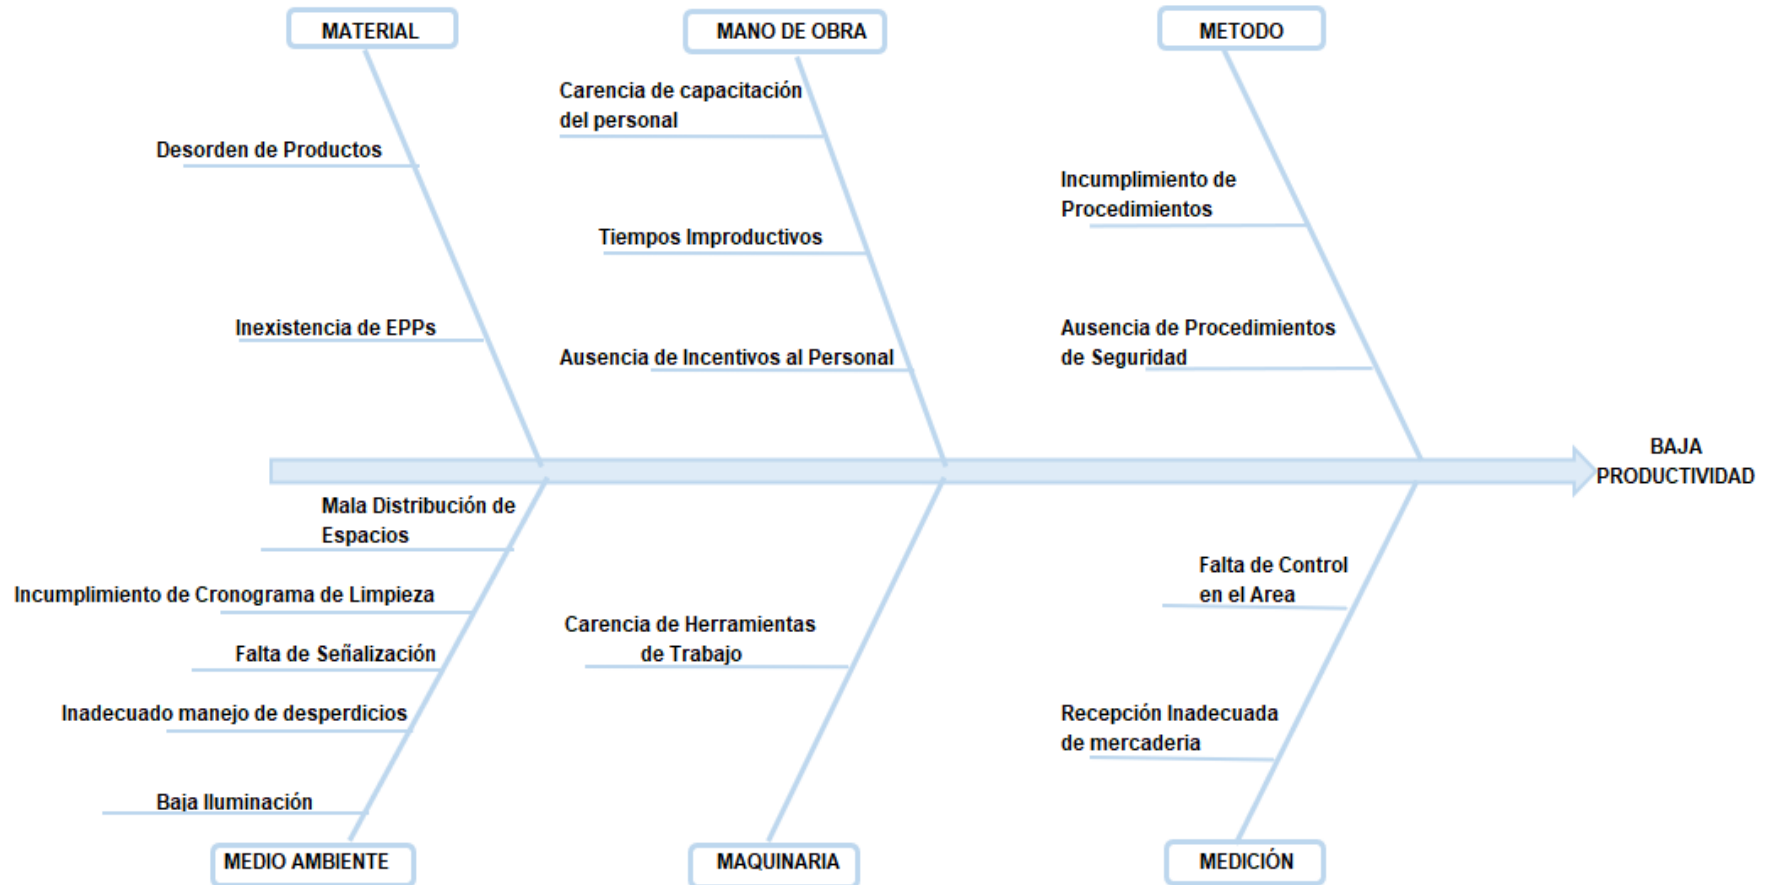 MATERIAL
MANO DE OBRA
METODO
Carencia de capacitación
del personal
Desorden de Productos
Incumplimiento de
Procedimientos
Tiempos Improductivos
Inexistencia de EPPs
Ausencia de Incentivos al Personal
Ausencia de Procedimientos
de Seguridad
BAJA
PRODUCTIVIDAD
Mala Distribución de
Espacios
Incumplimiento de Cronograma de Limpieza
Falta de Señalización
Inadecuado manejo de desperdicios
Baja Iluminación
Carencia de Herramientas
de Trabajo
Falta de Control
en el Area
Recepción Inadecuada
de mercaderia
MEDIO AMBIENTE
MAQUINARIA
MEDICIÓN